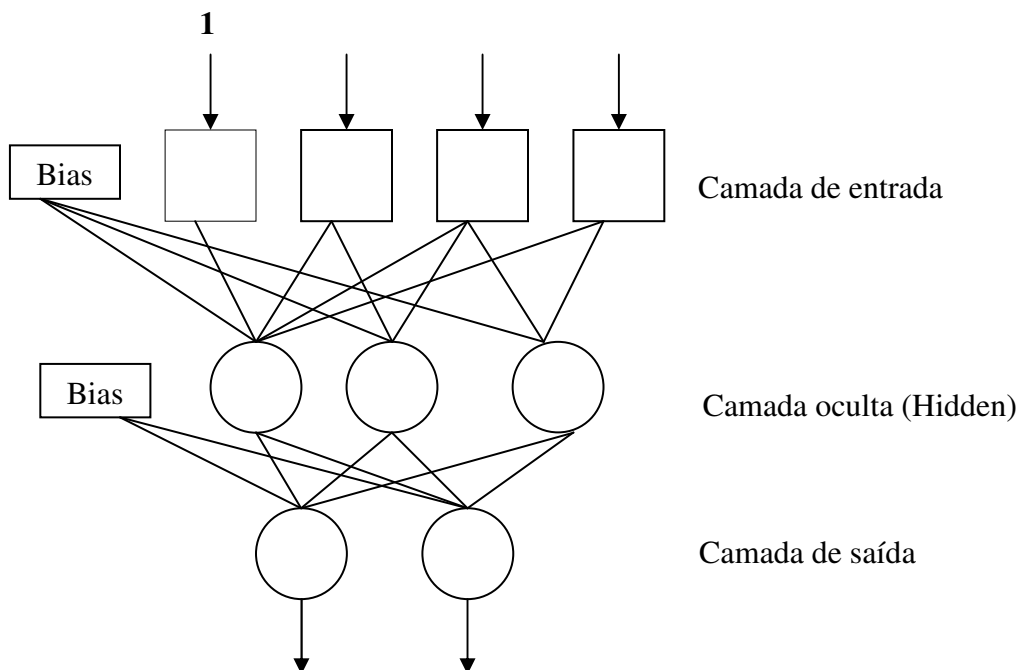 1
Bias
Camada de entrada
Bias
Camada oculta (Hidden)
Camada de saída